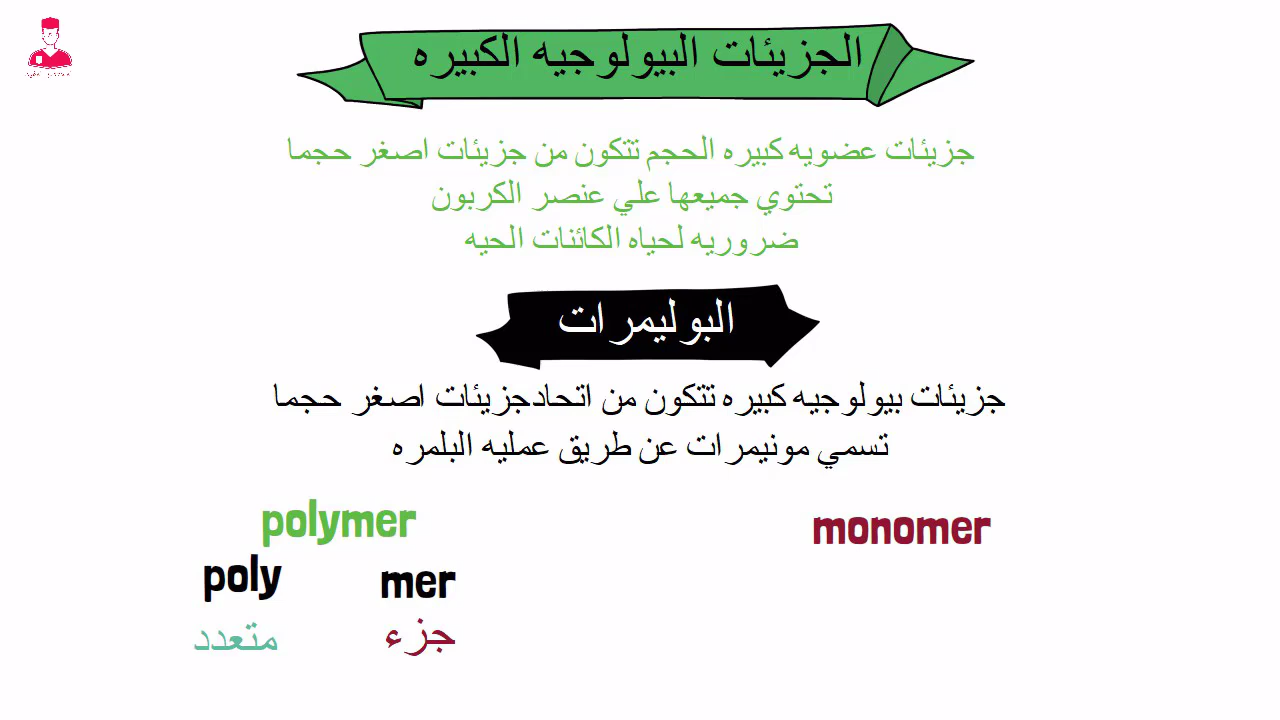 الجزيئات البيولوجيه الكبيره
جزيئات عضويه كبيره الحجم تتكون من جزيئات اصغر حجما
تحتوي جميعها علي عنصر الكربون
ضروريه لحياه الكائنات الحيه
البوليمرات
جزيئات بيولوجيه كبيره تتكون من اتحادجزيئات اصغر حجما
تسمي مونيمرات عن طريق عمليه البلمره
polymer
monomer
poly mer
متعدد جزء